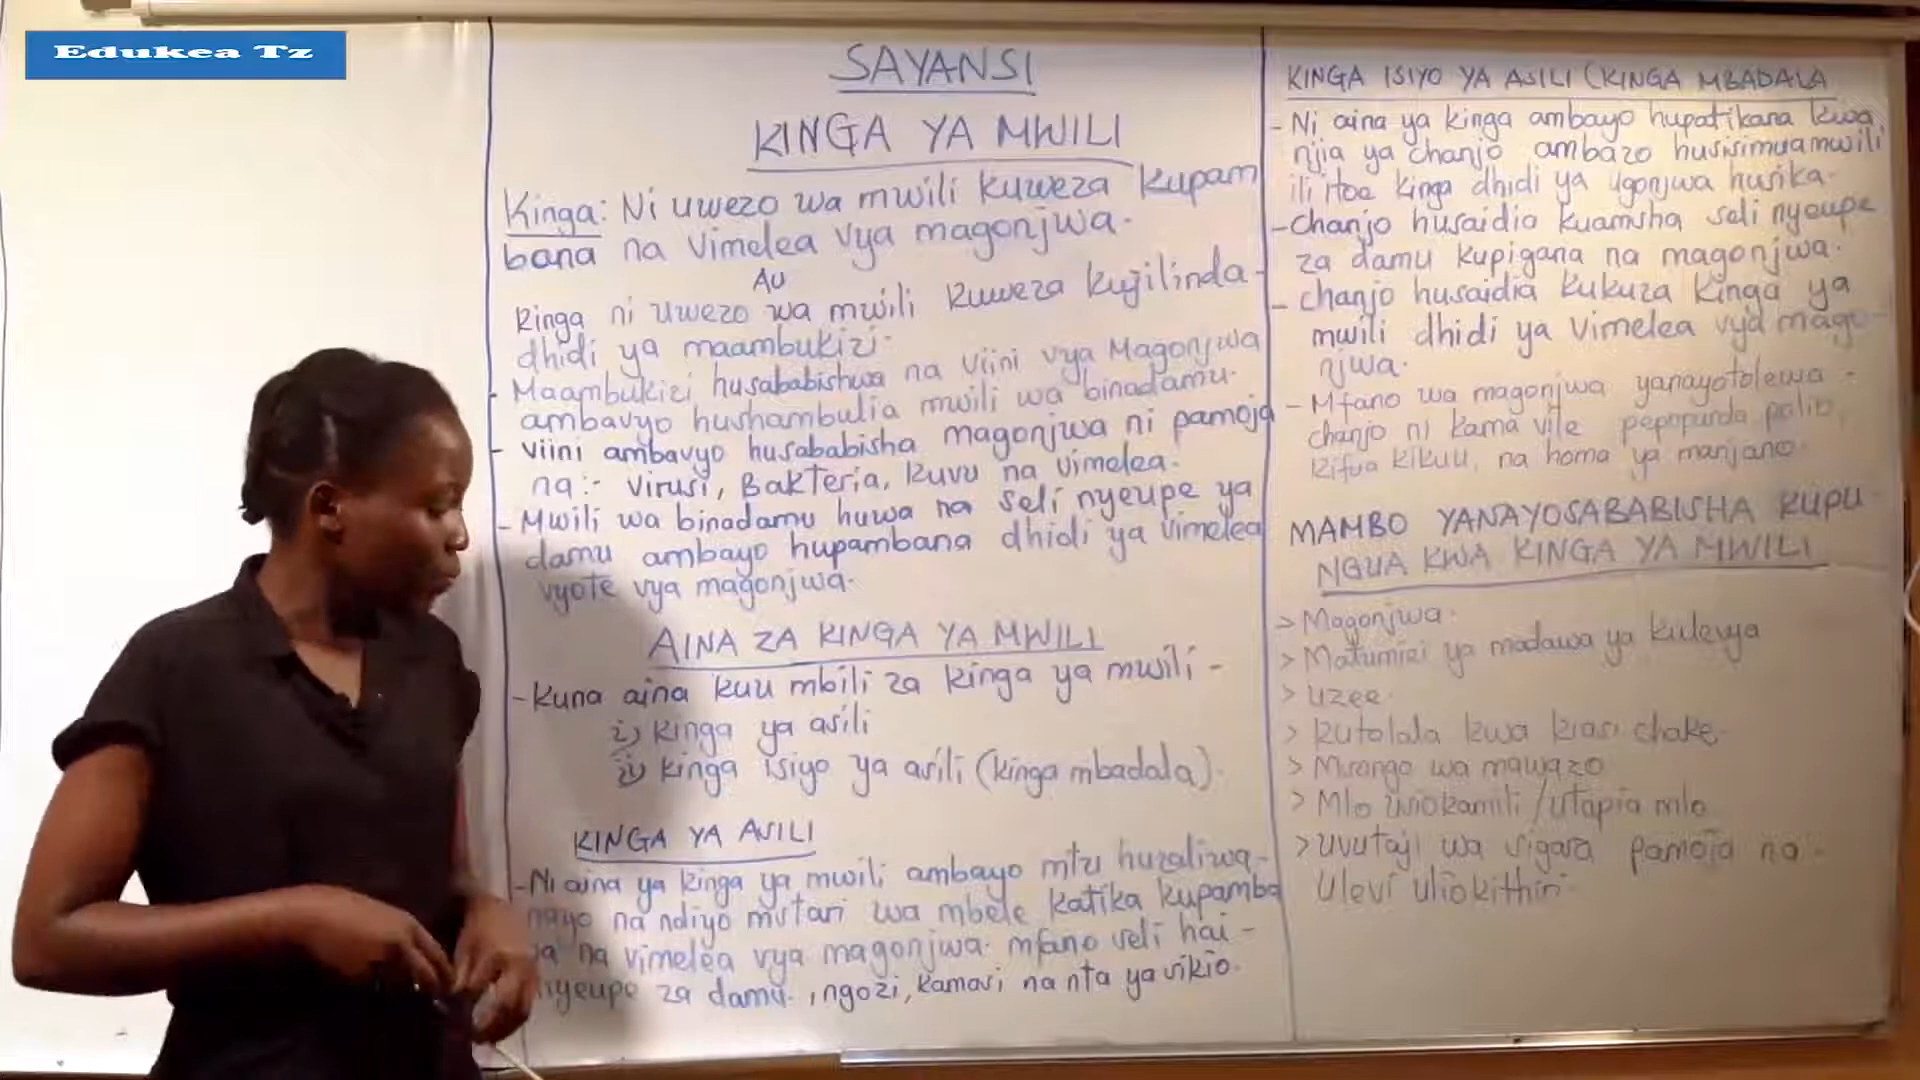 Edukea Tz
SAYANSI
KINGA YA MWILI
Kinga: Ni uwezo wa mwili kuweza kupam
bana na vimelea vya magonjwa.
AU
kinga ni uwezo wa mwili kuweza kujilinda-
dhidi ya maambukizi.
- Maambukizi husababishwa na viini vya Magonjwa
ambavyo hushambulia mwili wa binadamu.
- viini ambavyo husababisha magonjwa ni pamoja
na:- virusi, Bakteria, kuvu na vimelea.
- Mwili wa binadamu huwa na seli nyeupe ya
damu ambayo hupambana dhidi ya vimelea
vyote vya magonjwa.
AINA ZA KINGA YA MWILI
- Kuna aina kuu mbili za kinga ya mwili -
i) kinga ya asili
ii) kinga isiyo ya asili (kinga mbadala).
KINGA YA ASILI
- Ni aina ya kinga ya mwili ambayo mtu huzaliwa-
nayo na ndiyo mstari wa mbele katika kupamba
na na vimelea vya magonjwa. mfano seli hai -
nyeupe za damu, ngozi, kamasi na nta ya sikio.
KINGA ISIYO YA ASILI (KINGA MBADALA
- Ni aina ya kinga ambayo hupatikana kwa
njia ya chanjo ambazo husisimua mwili
ili itoe kinga dhidi ya ugonjwa husika.
- chanjo husaidia kuamsha seli nyeupe
za damu kupigana na magonjwa.
- chanjo husaidia kukuza kinga ya
mwili dhidi ya vimelea vya mago-
njwa.
- Mfano wa magonjwa yanayotolewa -
chanjo ni kama vile pepopunda, polio,
kifua kikuu, na homa ya manjano.
MAMBO YANAYOSABABISHA KUPU-
NGUA KWA KINGA YA MWILI
> Magonjwa.
> Matumizi ya madawa ya kulevya
> Uzee.
> kutolala kwa kiasi chake.
> Msongo wa mawazo
> Mlo usiokamili / utapia mlo
> Uvutaji wa sigara pamoja na -
Ulevi uliokithiri.